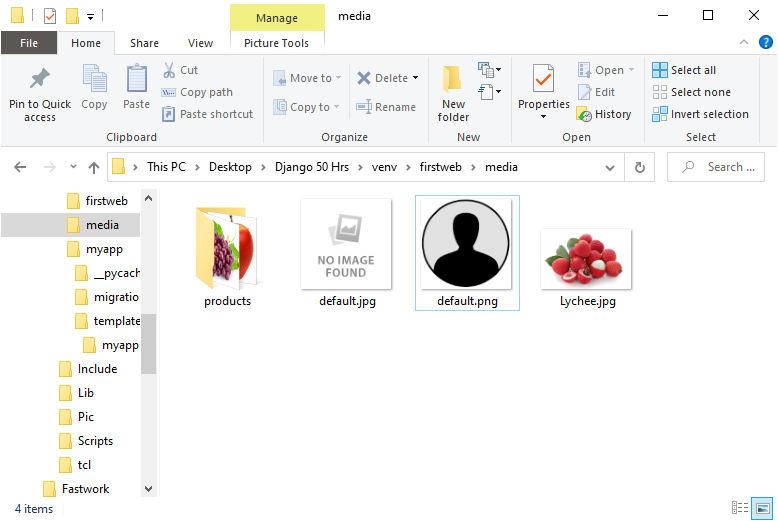 Manage
media
File
Home
Share
View
Picture Tools
Pin to Quick
access
Copy
Paste
Cut
Copy path
Paste shortcut
Clipboard
Move to
Copy to
Delete
Rename
Organize
New
folder
New
Properties
Open
Edit
History
Open
Select all
Select none
Invert selection
Select
This PC
Desktop
Django 50 Hrs
venv
firstweb
media
Search ...
firstweb
media
myapp
__pycach
migration
template
myapp
Include
Lib
Pic
Scripts
tcl
Fastwork
NO IMAGE
FOUND
products
default.jpg
default.png
Lychee.jpg
4 items